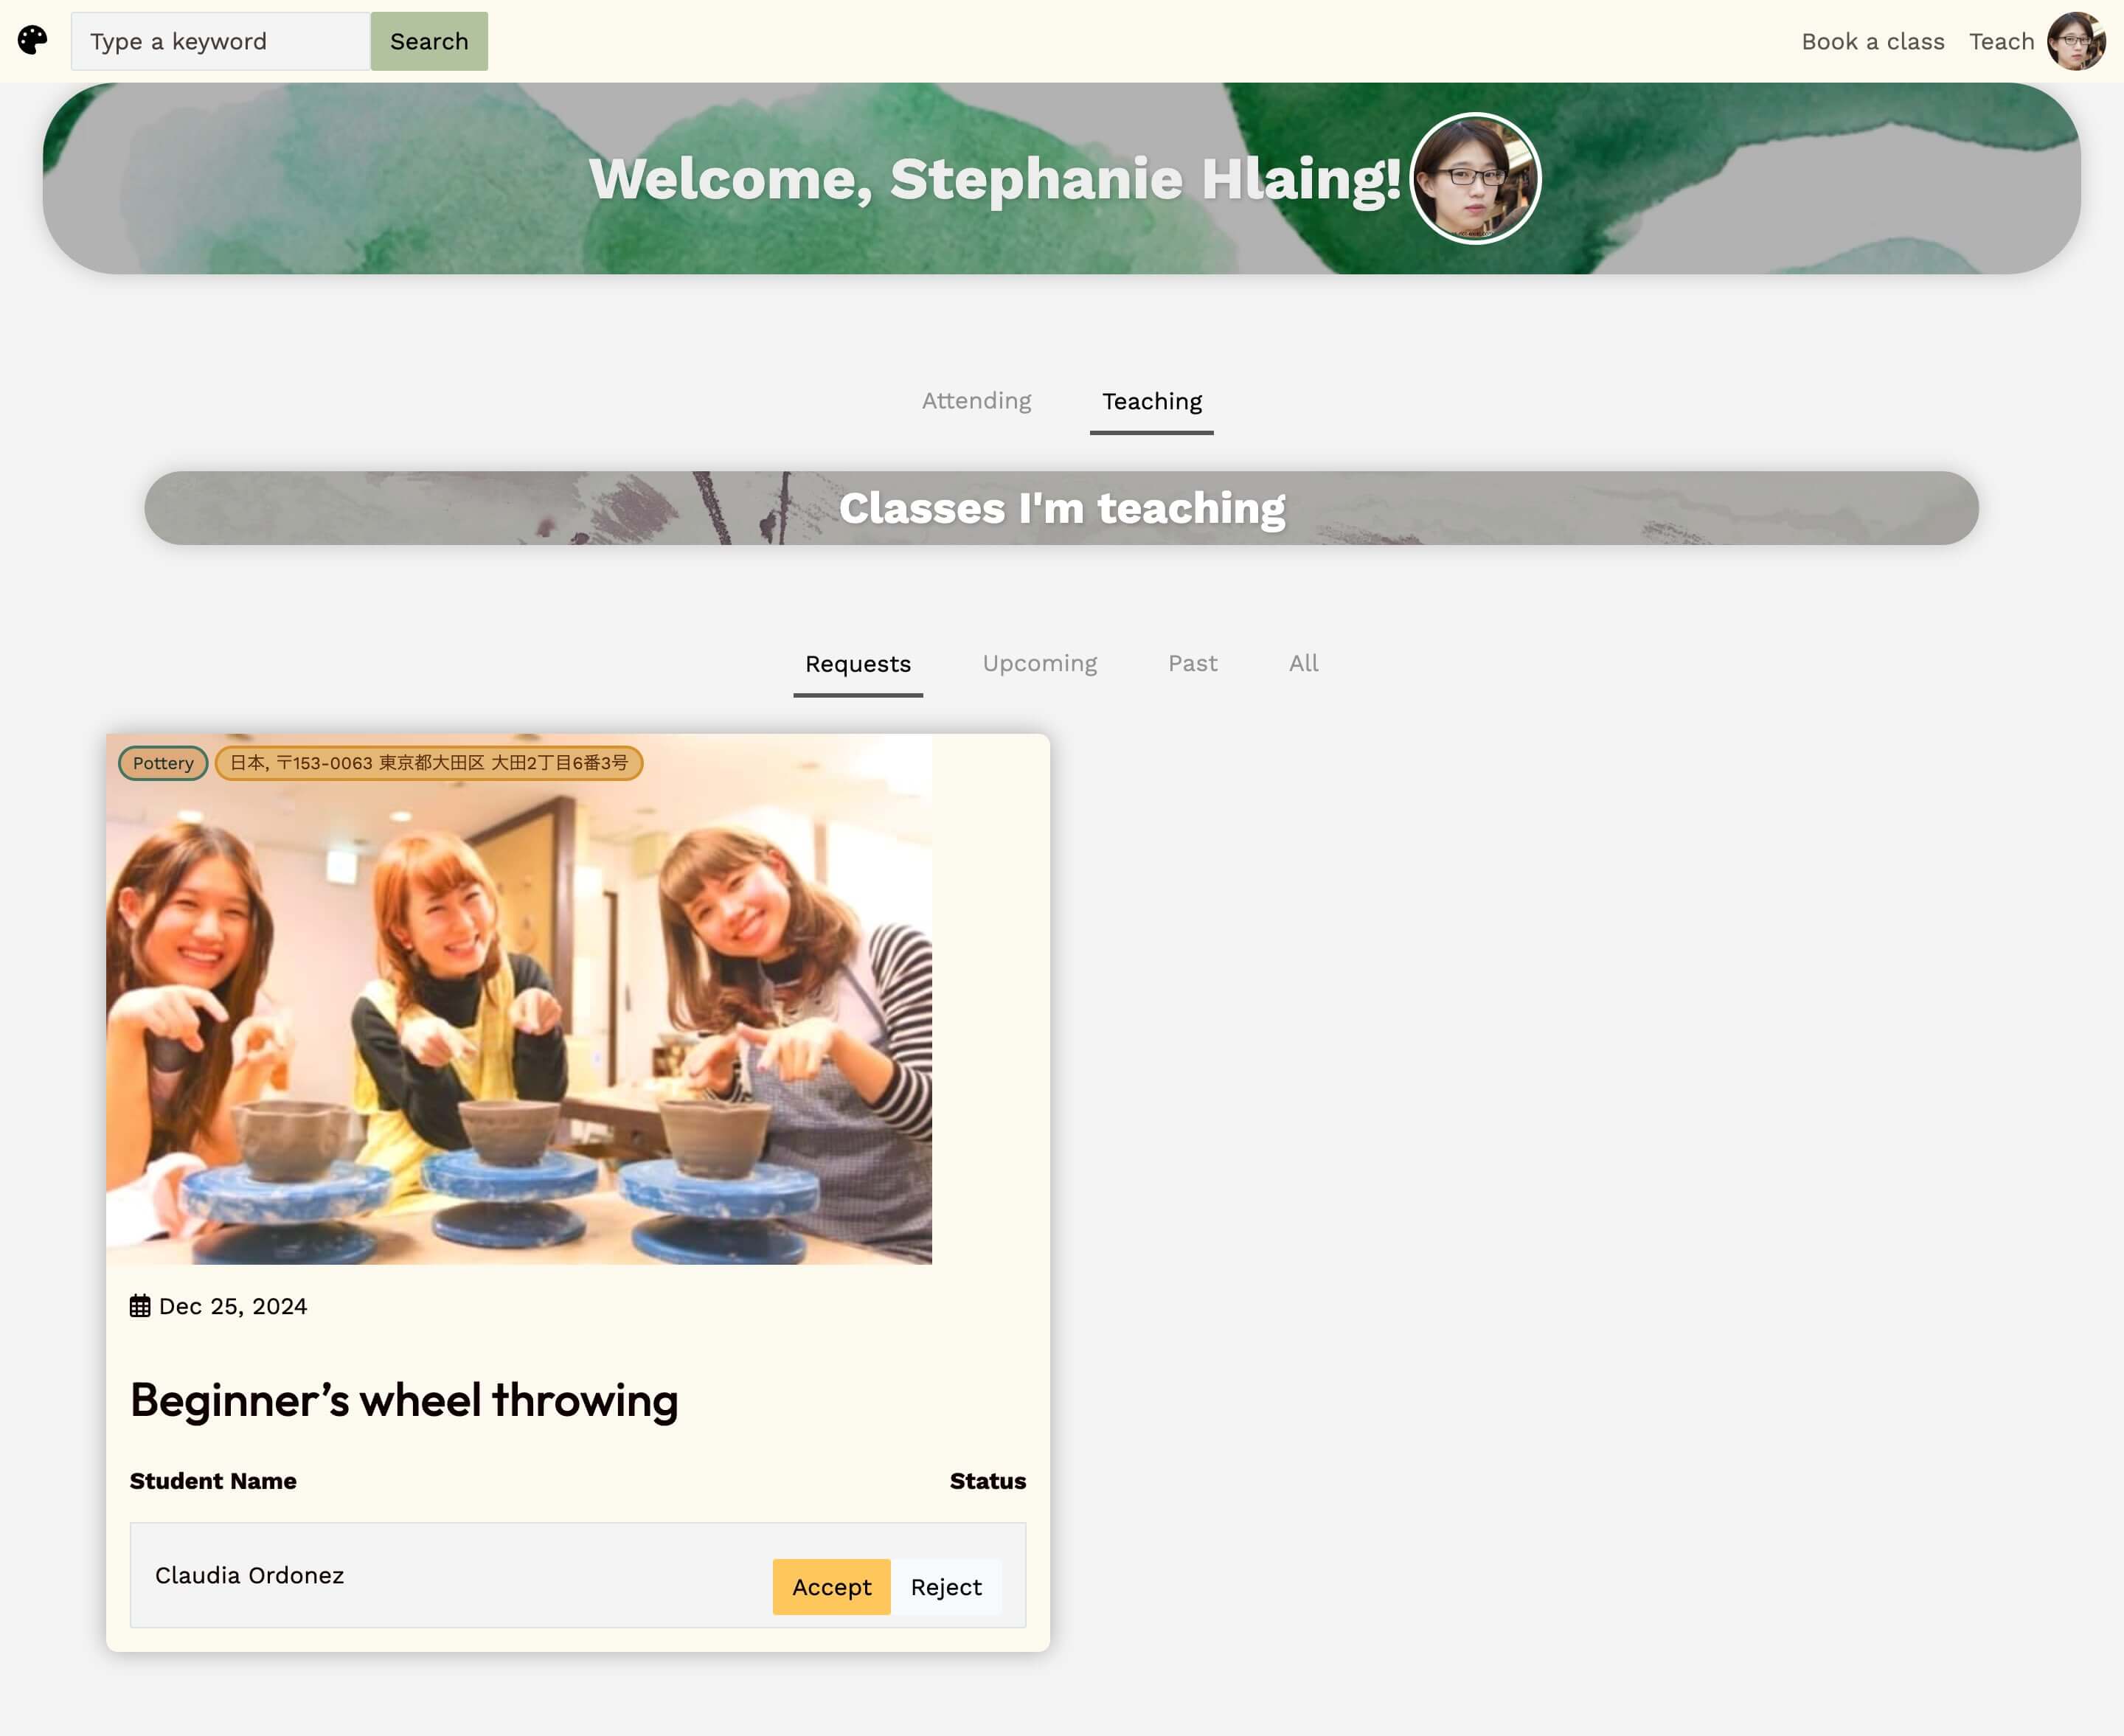 Type a keyword
Search
Book a class
Teach
Welcome, Stephanie Hlaing!
Attending
Teaching
Classes I'm teaching
Requests
Upcoming
Past
All
Pottery
日本, 〒153-0063 東京都大田区 大田2丁目6番3号
Dec 25, 2024
Beginner’s wheel throwing
Student Name
Status
Claudia Ordonez
Accept
Reject